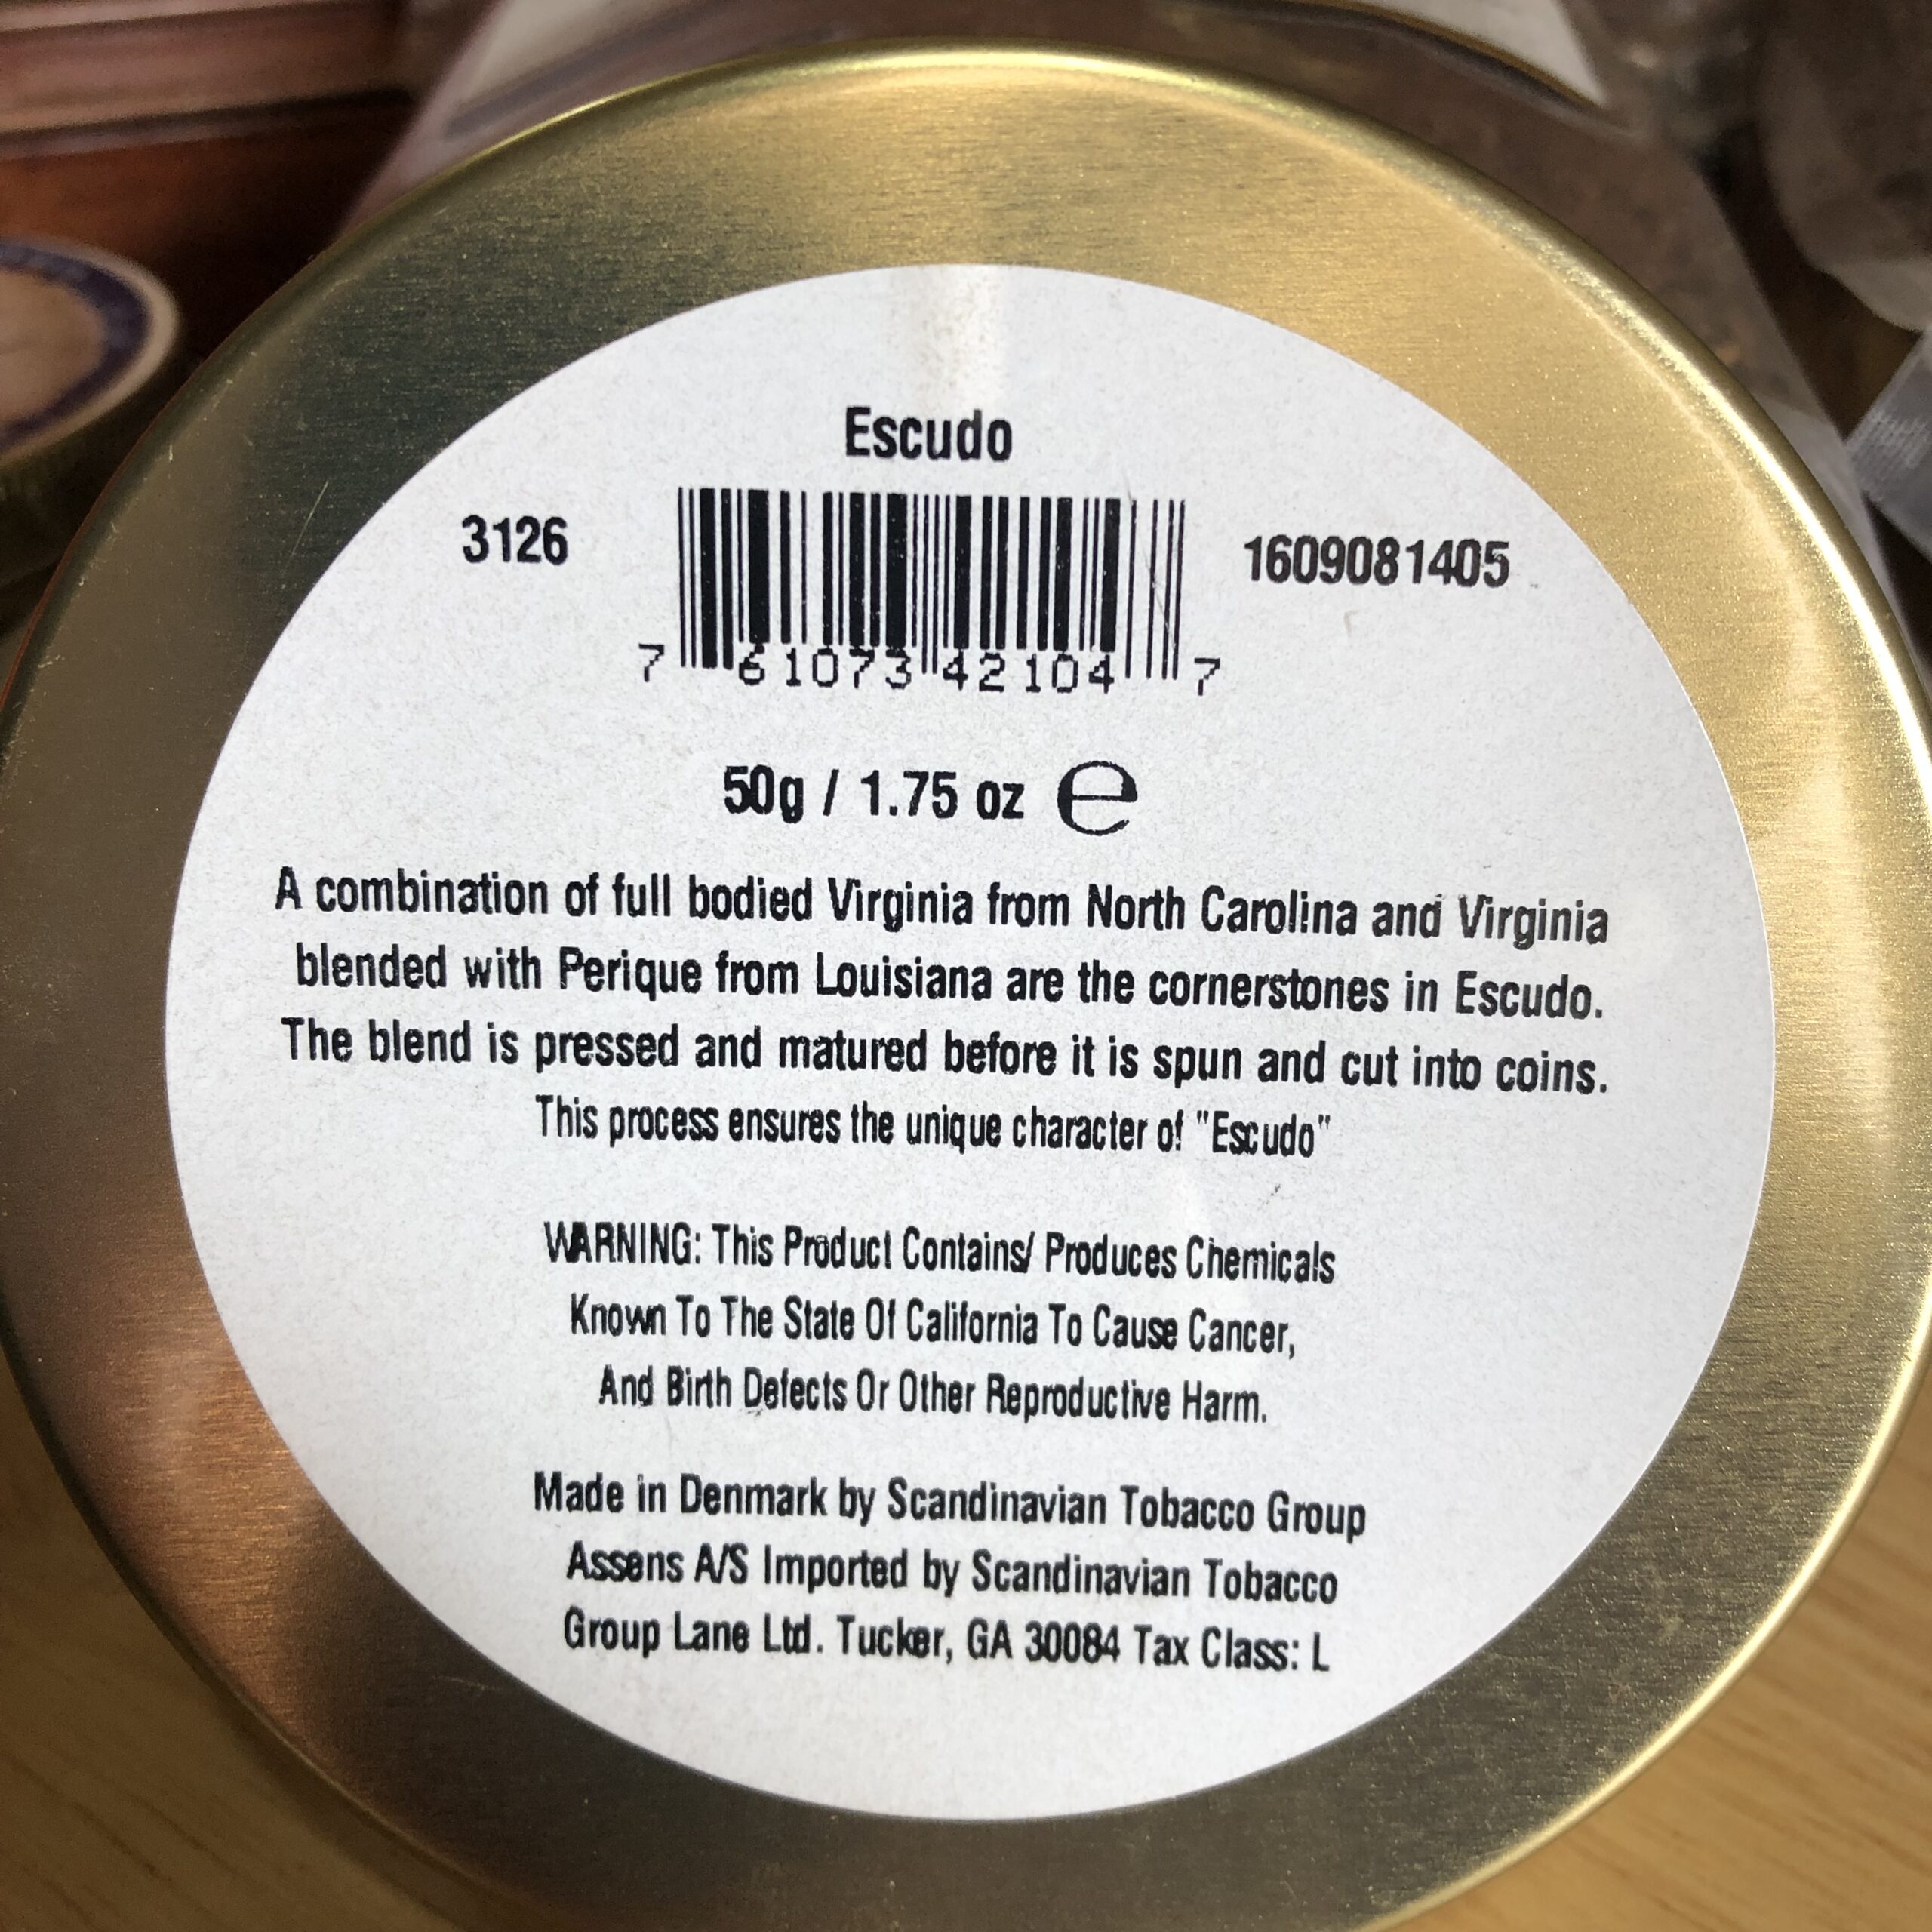 Escudo
3126
1609081405
7 61073 42104 7
50g / 1.75 oz ℮
A combination of full bodied Virginia from North Carolina and Virginia
blended with Perique from Louisiana are the cornerstones in Escudo.
The blend is pressed and matured before it is spun and cut into coins.
This process ensures the unique character of "Escudo"
WARNING: This Product Contains/ Produces Chemicals
Known To The State Of California To Cause Cancer,
And Birth Defects Or Other Reproductive Harm.
Made in Denmark by Scandinavian Tobacco Group
Assens A/S Imported by Scandinavian Tobacco
Group Lane Ltd. Tucker, GA 30084 Tax Class: L